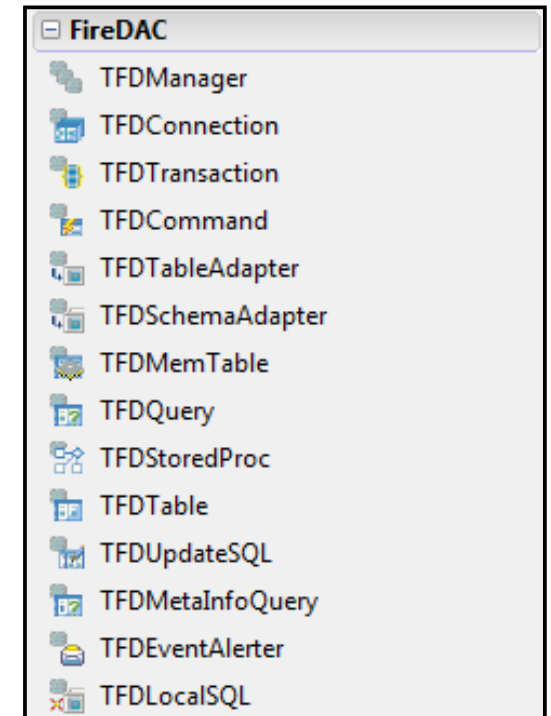 FireDAC
TFDManager
TFDConnection
TFDTransaction
TFDCommand
TFDTableAdapter
TFDSchemaAdapter
TFDMemTable
TFDQuery
TFDStoredProc
TFDTable
TFDUpdateSQL
TFDMetaInfoQuery
TFDEventAlerter
TFDLocalSQL